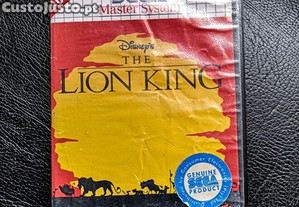 CustoJusto.pt
Master System
Disney's
THE
LION KING
GENUINE
SEGA
PRODUCT